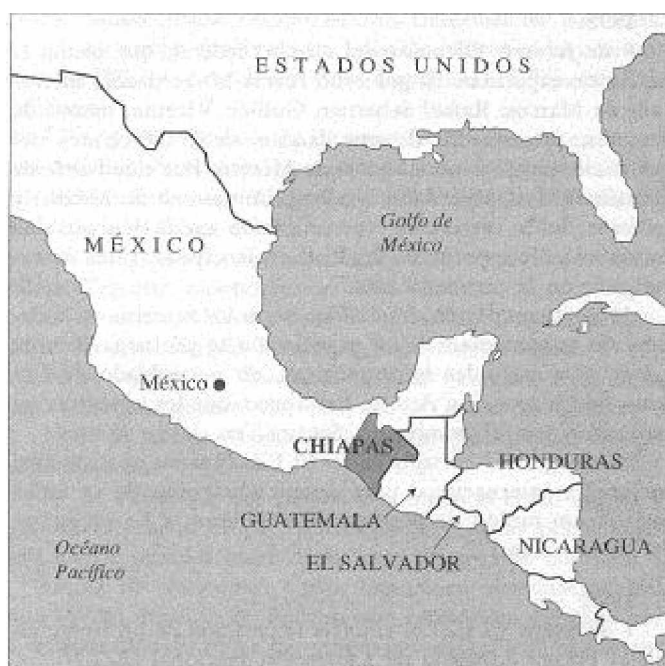 ESTADOS UNIDOS
MÉXICO
Golfo de
México
México
CHIAPAS
HONDURAS
GUATEMALA
NICARAGUA
EL SALVADOR
Océano
Pacífico